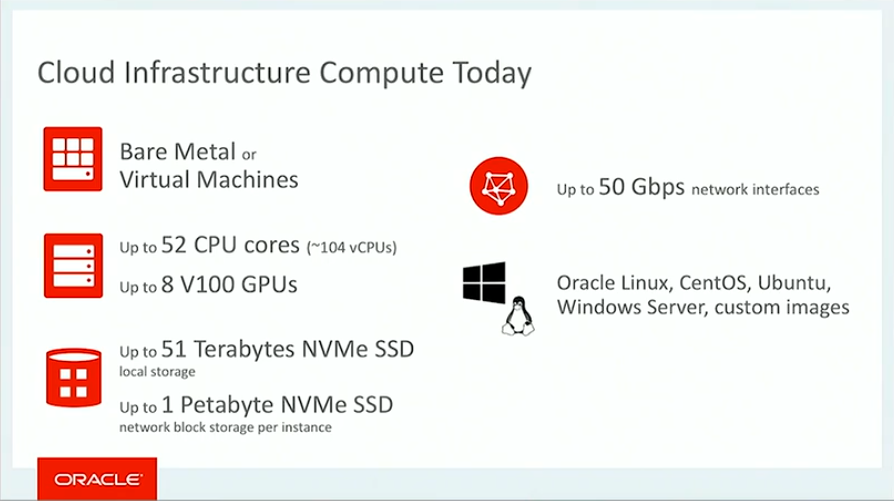 Cloud Infrastructure Compute Today
Bare Metal or
Virtual Machines
Up to 52 CPU cores (~104 vCPUs)
Up to 8 V100 GPUs
Up to 51 Terabytes NVMe SSD
local storage
Up to 1 Petabyte NVMe SSD
network block storage per instance
Up to 50 Gbps network interfaces
Oracle Linux, CentOS, Ubuntu,
Windows Server, custom images
ORACLE®